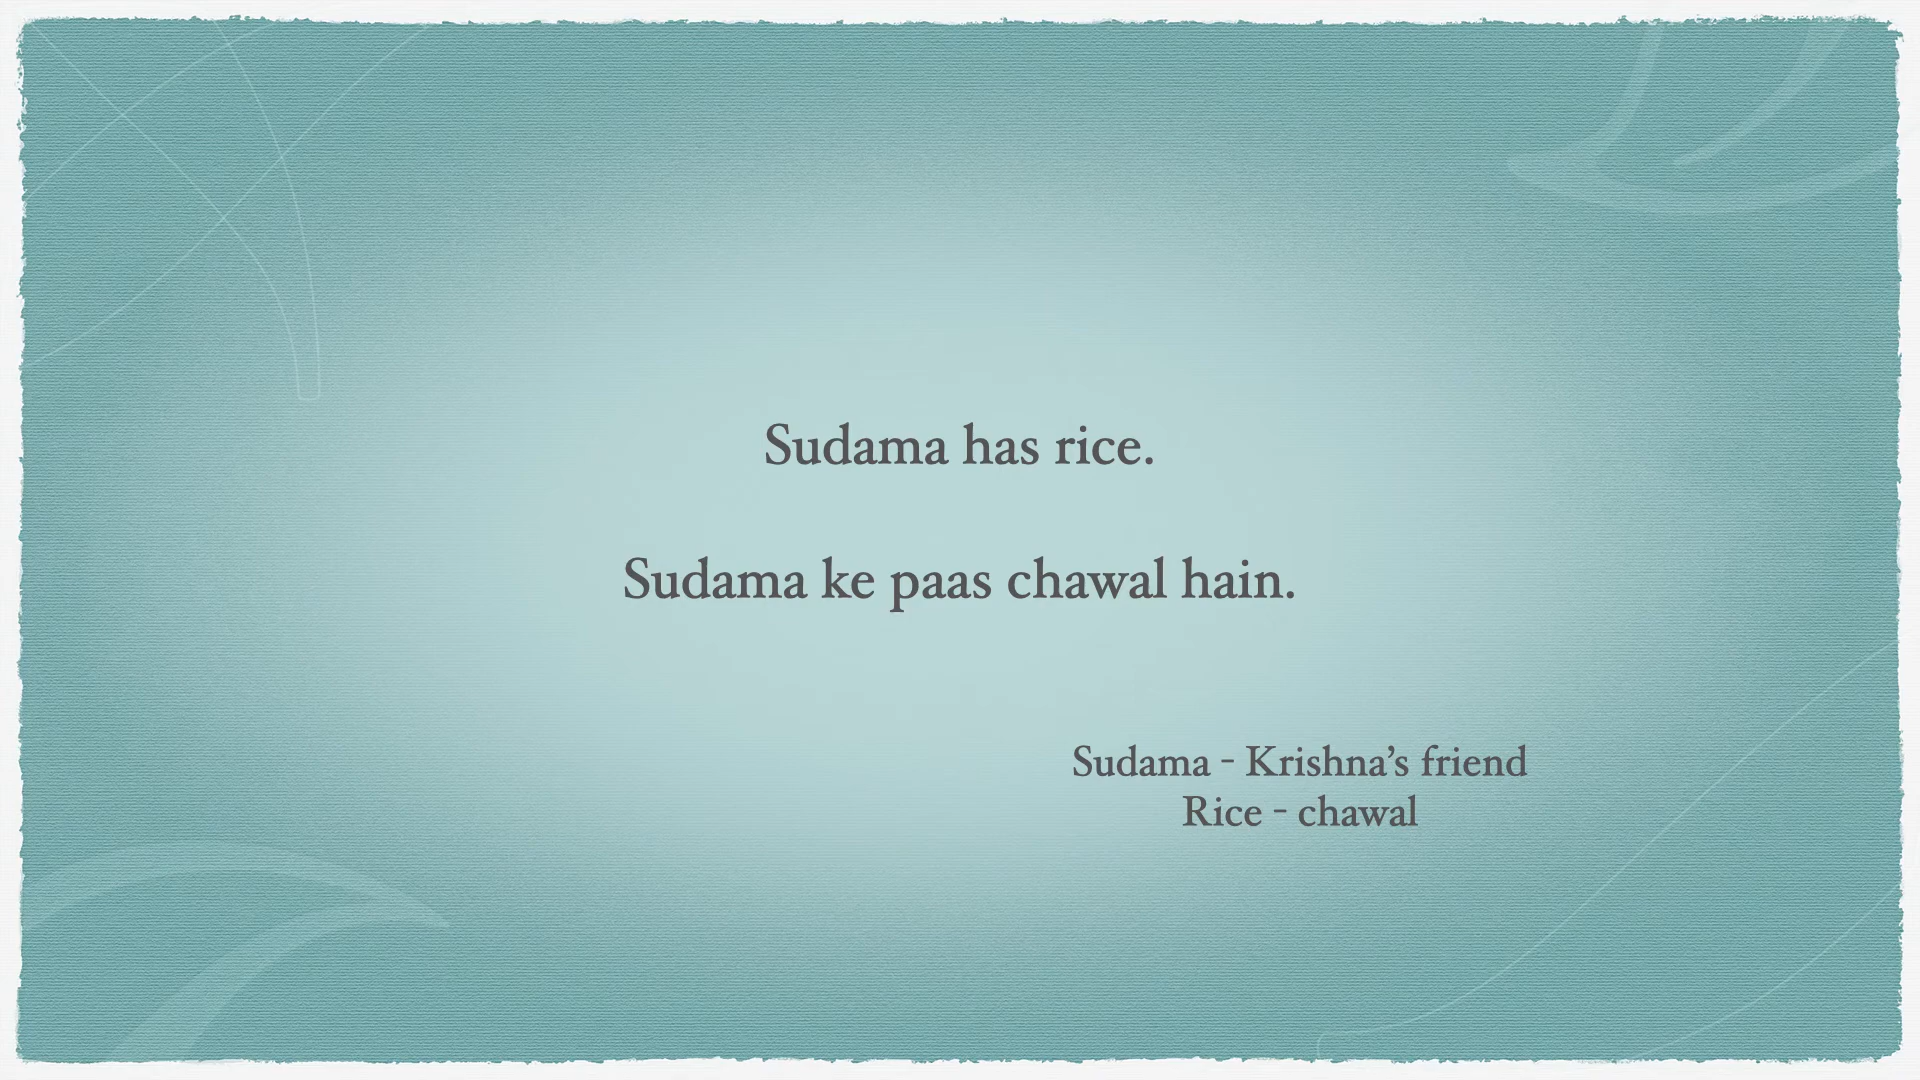 Sudama has rice.
Sudama ke paas chawal hain.
Sudama - Krishna’s friend
Rice - chawal